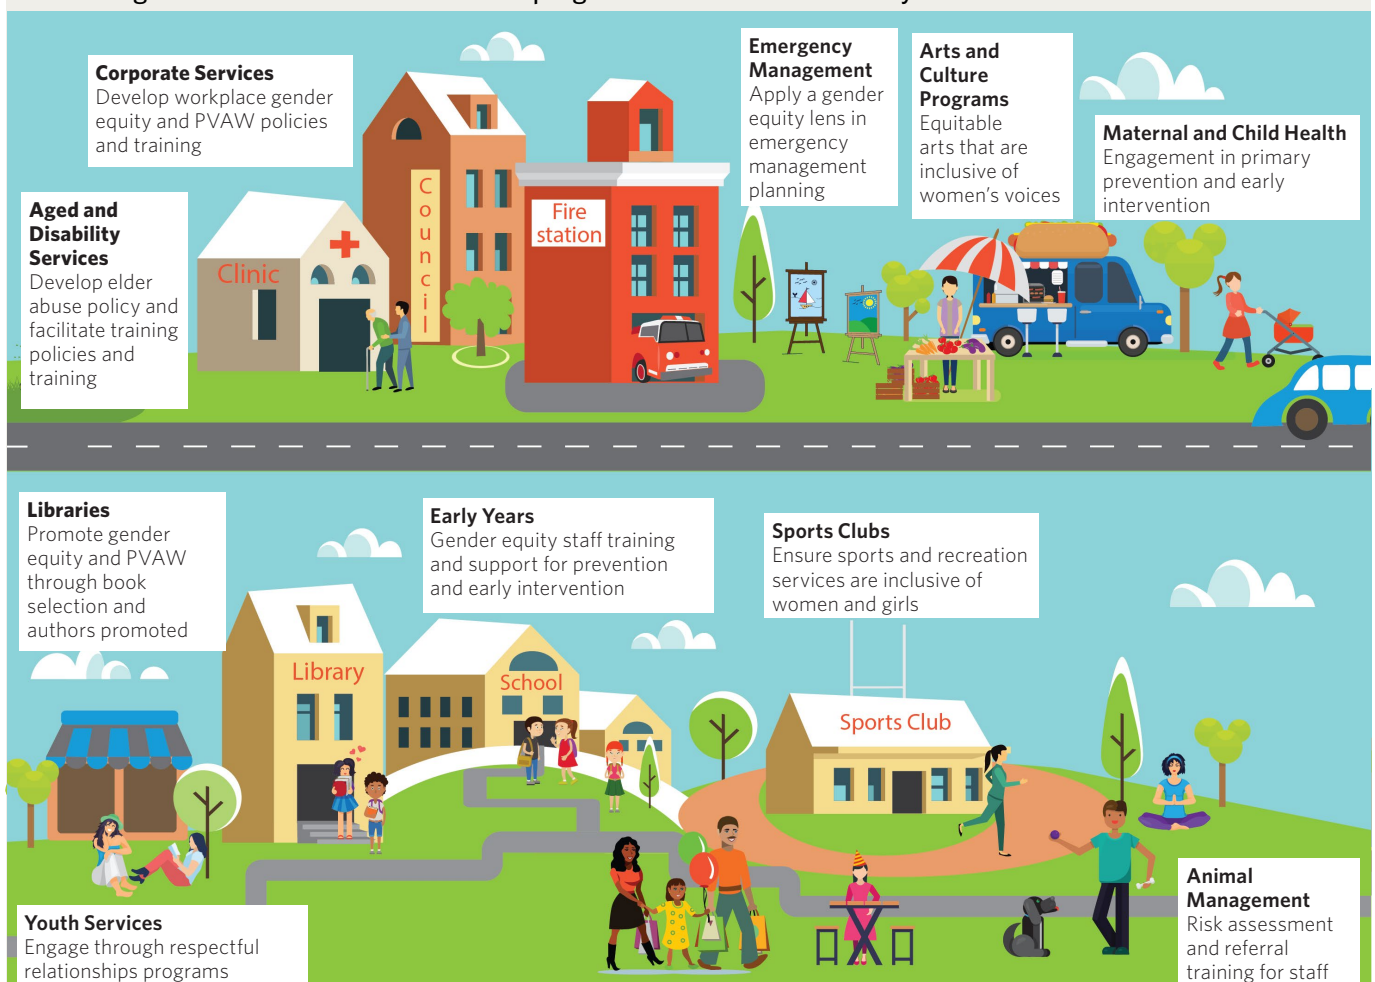 Corporate Services
Develop workplace gender
equity and PVAW policies
and training
Emergency
Management
Apply a gender
equity lens in
emergency
management
planning
Arts and
Culture
Programs
Equitable
arts that are
inclusive of
women's voices
Maternal and Child Health
Engagement in primary
prevention and early
intervention
Aged and
Disability
Services
Develop elder
abuse policy and
facilitate training
policies and
training
Clinic
Council
Fire
station
Libraries
Promote gender
equity and PVAW
through book
selection and
authors promoted
Early Years
Gender equity staff training
and support for prevention
and early intervention
Sports Clubs
Ensure sports and recreation
services are inclusive of
women and girls
Library
School
Sports Club
Youth Services
Engage through respectful
relationships programs
Animal
Management
Risk assessment
and referral
training for staff